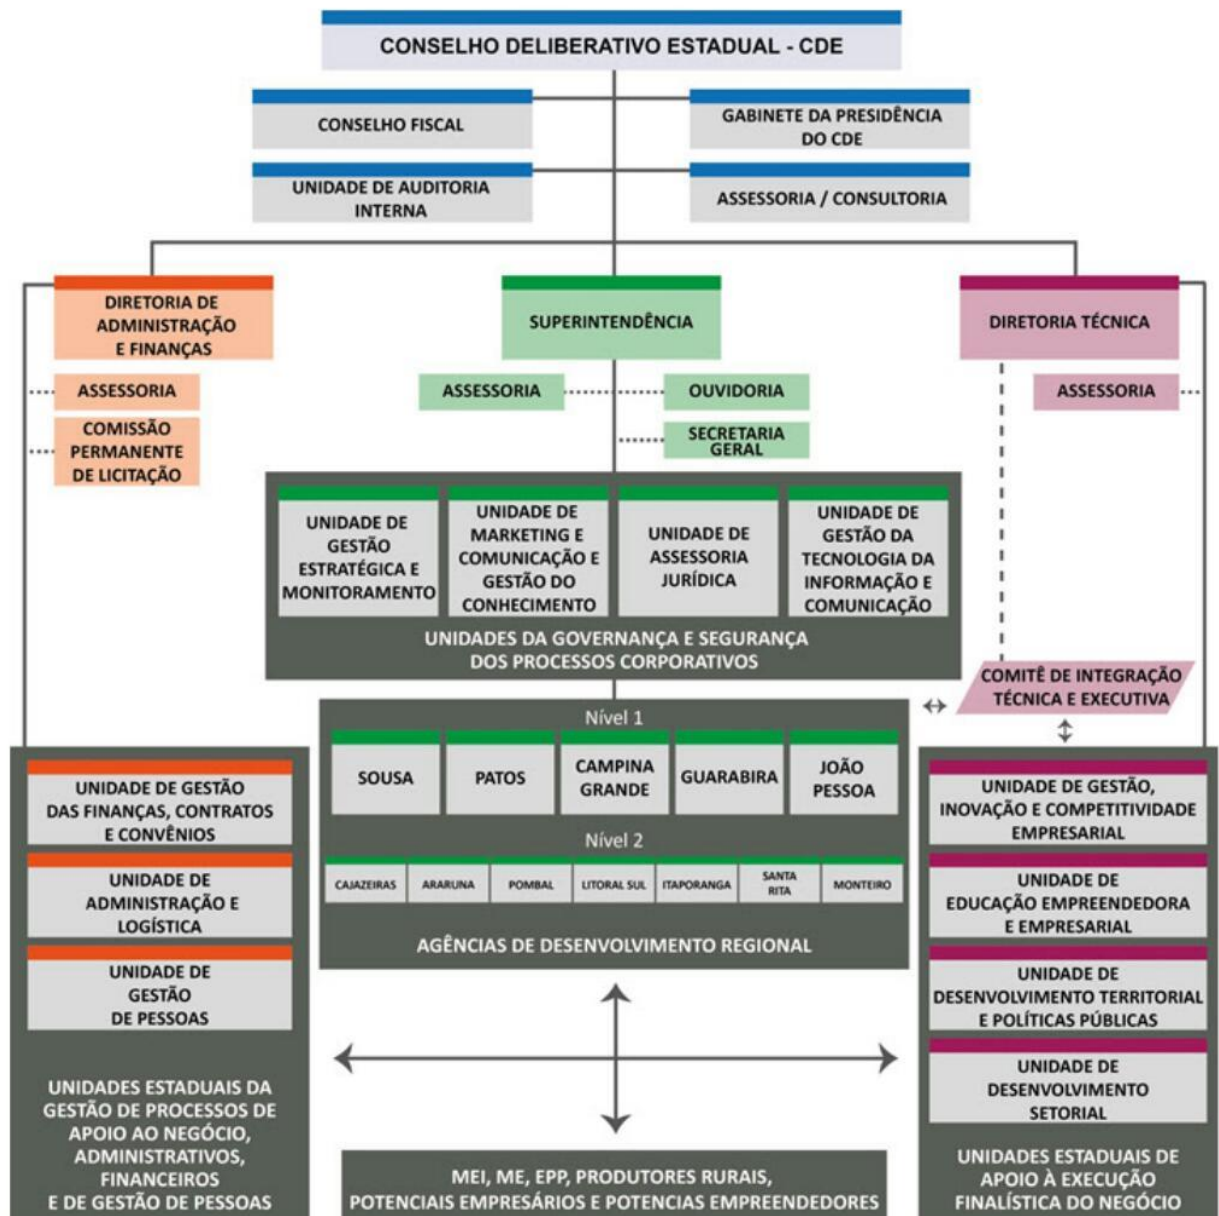 CONSELHO DELIBERATIVO ESTADUAL - CDE
CONSELHO FISCAL
GABINETE DA PRESIDÊNCIA
DO CDE
UNIDADE DE AUDITORIA
INTERNA
ASSESSORIA / CONSULTORIA
DIRETORIA DE
ADMINISTRAÇÃO
E FINANÇAS
SUPERINTENDÊNCIA
DIRETORIA TÉCNICA
ASSESSORIA
COMISSÃO
PERMANENTE
DE LICITAÇÃO
ASSESSORIA
OUVIDORIA
SECRETARIA
GERAL
ASSESSORIA
UNIDADE DE
GESTÃO
ESTRATÉGICA E
MONITORAMENTO
UNIDADE DE
MARKETING E
COMUNICAÇÃO E
GESTÃO DO
CONHECIMENTO
UNIDADE DE
ASSESSORIA
JURÍDICA
UNIDADE DE
GESTÃO DA
TECNOLOGIA DA
INFORMAÇÃO E
COMUNICAÇÃO
UNIDADES DA GOVERNANÇA E SEGURANÇA
DOS PROCESSOS CORPORATIVOS
COMITÊ DE INTEGRAÇÃO
TÉCNICA E EXECUTIVA
Nível 1
SOUSA
PATOS
CAMPINA
GRANDE
GUARABIRA
JOÃO
PESSOA
Nível 2
CAJAZEIRAS
ARARUNA
POMBAL
LITORAL SUL
ITAPORANGA
SANTA
RITA
MONTEIRO
AGÊNCIAS DE DESENVOLVIMENTO REGIONAL
UNIDADE DE GESTÃO
DAS FINANÇAS, CONTRATOS
E CONVÊNIOS
UNIDADE DE
ADMINISTRAÇÃO E
LOGÍSTICA
UNIDADE DE
GESTÃO
DE PESSOAS
UNIDADES ESTADUAIS DA
GESTÃO DE PROCESSOS DE
APOIO AO NEGÓCIO,
ADMINISTRATIVOS,
FINANCEIROS
E DE GESTÃO DE PESSOAS
UNIDADE DE GESTÃO,
INOVAÇÃO E COMPETITIVIDADE
EMPRESARIAL
UNIDADE DE
EDUCAÇÃO EMPREENDEDORA
E EMPRESARIAL
UNIDADE DE
DESENVOLVIMENTO TERRITORIAL
E POLÍTICAS PÚBLICAS
UNIDADE DE
DESENVOLVIMENTO
SETORIAL
UNIDADES ESTADUAIS DE
APOIO À EXECUÇÃO
FINALÍSTICA DO NEGÓCIO
MEI, ME, EPP, PRODUTORES RURAIS,
POTENCIAIS EMPRESÁRIOS E POTENCIAS EMPREENDEDORES